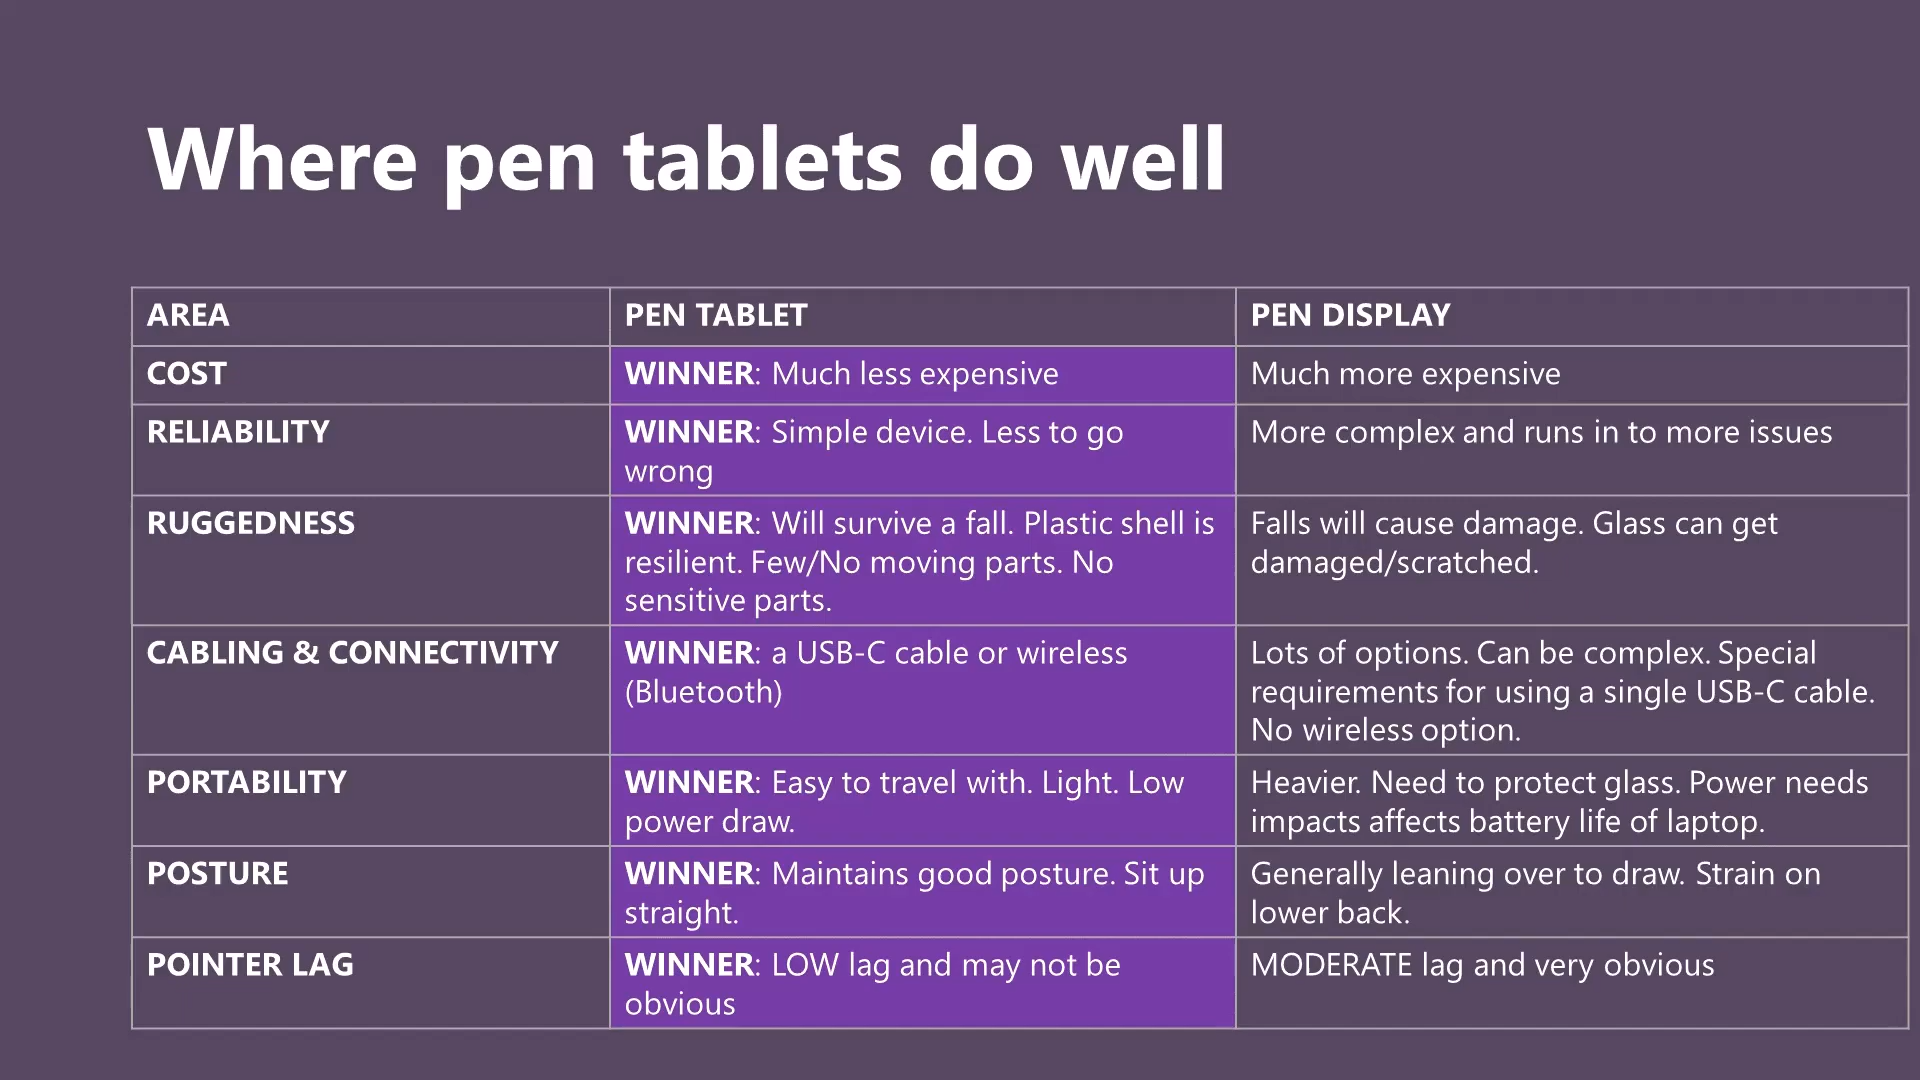 Where pen tablets do well
AREA
PEN TABLET
PEN DISPLAY
COST
WINNER: Much less expensive
Much more expensive
RELIABILITY
WINNER: Simple device. Less to go
wrong
More complex and runs in to more issues
RUGGEDNESS
WINNER: Will survive a fall. Plastic shell is
resilient. Few/No moving parts. No
sensitive parts.
Falls will cause damage. Glass can get
damaged/scratched.
CABLING & CONNECTIVITY
WINNER: a USB-C cable or wireless
(Bluetooth)
Lots of options. Can be complex. Special
requirements for using a single USB-C cable.
No wireless option.
PORTABILITY
WINNER: Easy to travel with. Light. Low
power draw.
Heavier. Need to protect glass. Power needs
impacts affects battery life of laptop.
POSTURE
WINNER: Maintains good posture. Sit up
straight.
Generally leaning over to draw. Strain on
lower back.
POINTER LAG
WINNER: LOW lag and may not be
obvious
MODERATE lag and very obvious